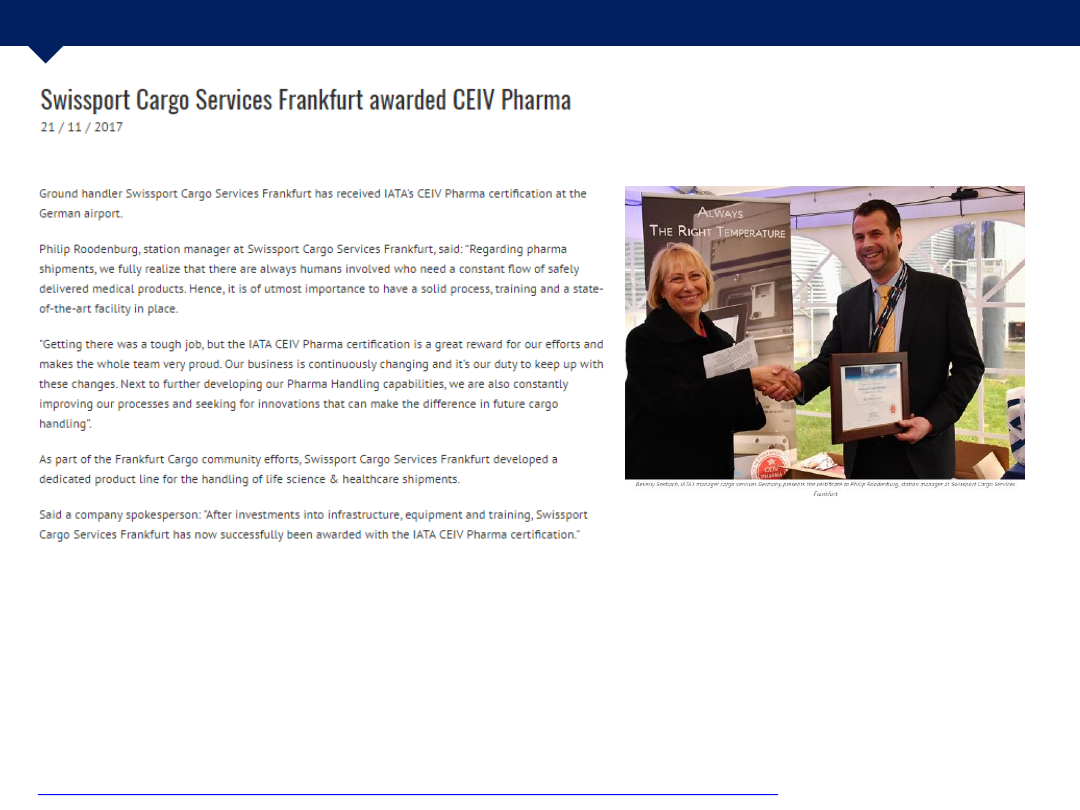 Swissport Cargo Services Frankfurt awarded CEIV Pharma
21 / 11 / 2017
Ground handler Swissport Cargo Services Frankfurt has received IATA's CEIV Pharma certification at the
German airport.
Philip Roodenburg, station manager at Swissport Cargo Services Frankfurt, said: “Regarding pharma
shipments, we fully realize that there are always humans involved who need a constant flow of safely
delivered medical products. Hence, it is of utmost importance to have a solid process, training and a state-
of-the-art facility in place.
“Getting there was a tough job, but the IATA CEIV Pharma certification is a great reward for our efforts and
makes the whole team very proud. Our business is continuously changing and it's our duty to keep up with
these changes. Next to further developing our Pharma Handling capabilities, we are also constantly
improving our processes and seeking for innovations that can make the difference in future cargo
handling”.
As part of the Frankfurt Cargo community efforts, Swissport Cargo Services Frankfurt developed a
dedicated product line for the handling of life science & healthcare shipments.
Said a company spokesperson: “After investments into infrastructure, equipment and training, Swissport
Cargo Services Frankfurt has now successfully been awarded with the IATA CEIV Pharma certification.”
ALWAYS
THE RIGHT TEMPERATURE
CEIV
PHARMA
Beverly IATA's manager cargo services Germany, presents the certificate to Philip Roodenburg, station manager at Swissport Cargo Services
Frankfurt